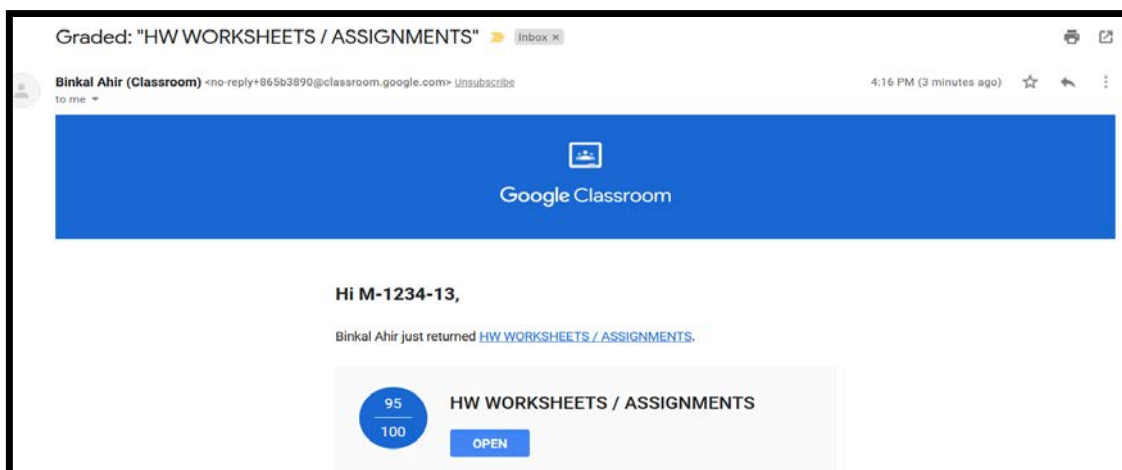 Graded: "HW WORKSHEETS / ASSIGNMENTS" Inbox ×
Binkal Ahir (Classroom) <no-reply+865b3890@classroom.google.com> Unsubscribe 4:16 PM (3 minutes ago)
to me
Google Classroom
Hi M-1234-13,
Binkal Ahir just returned HW WORKSHEETS / ASSIGNMENTS.
95 HW WORKSHEETS / ASSIGNMENTS
100 OPEN